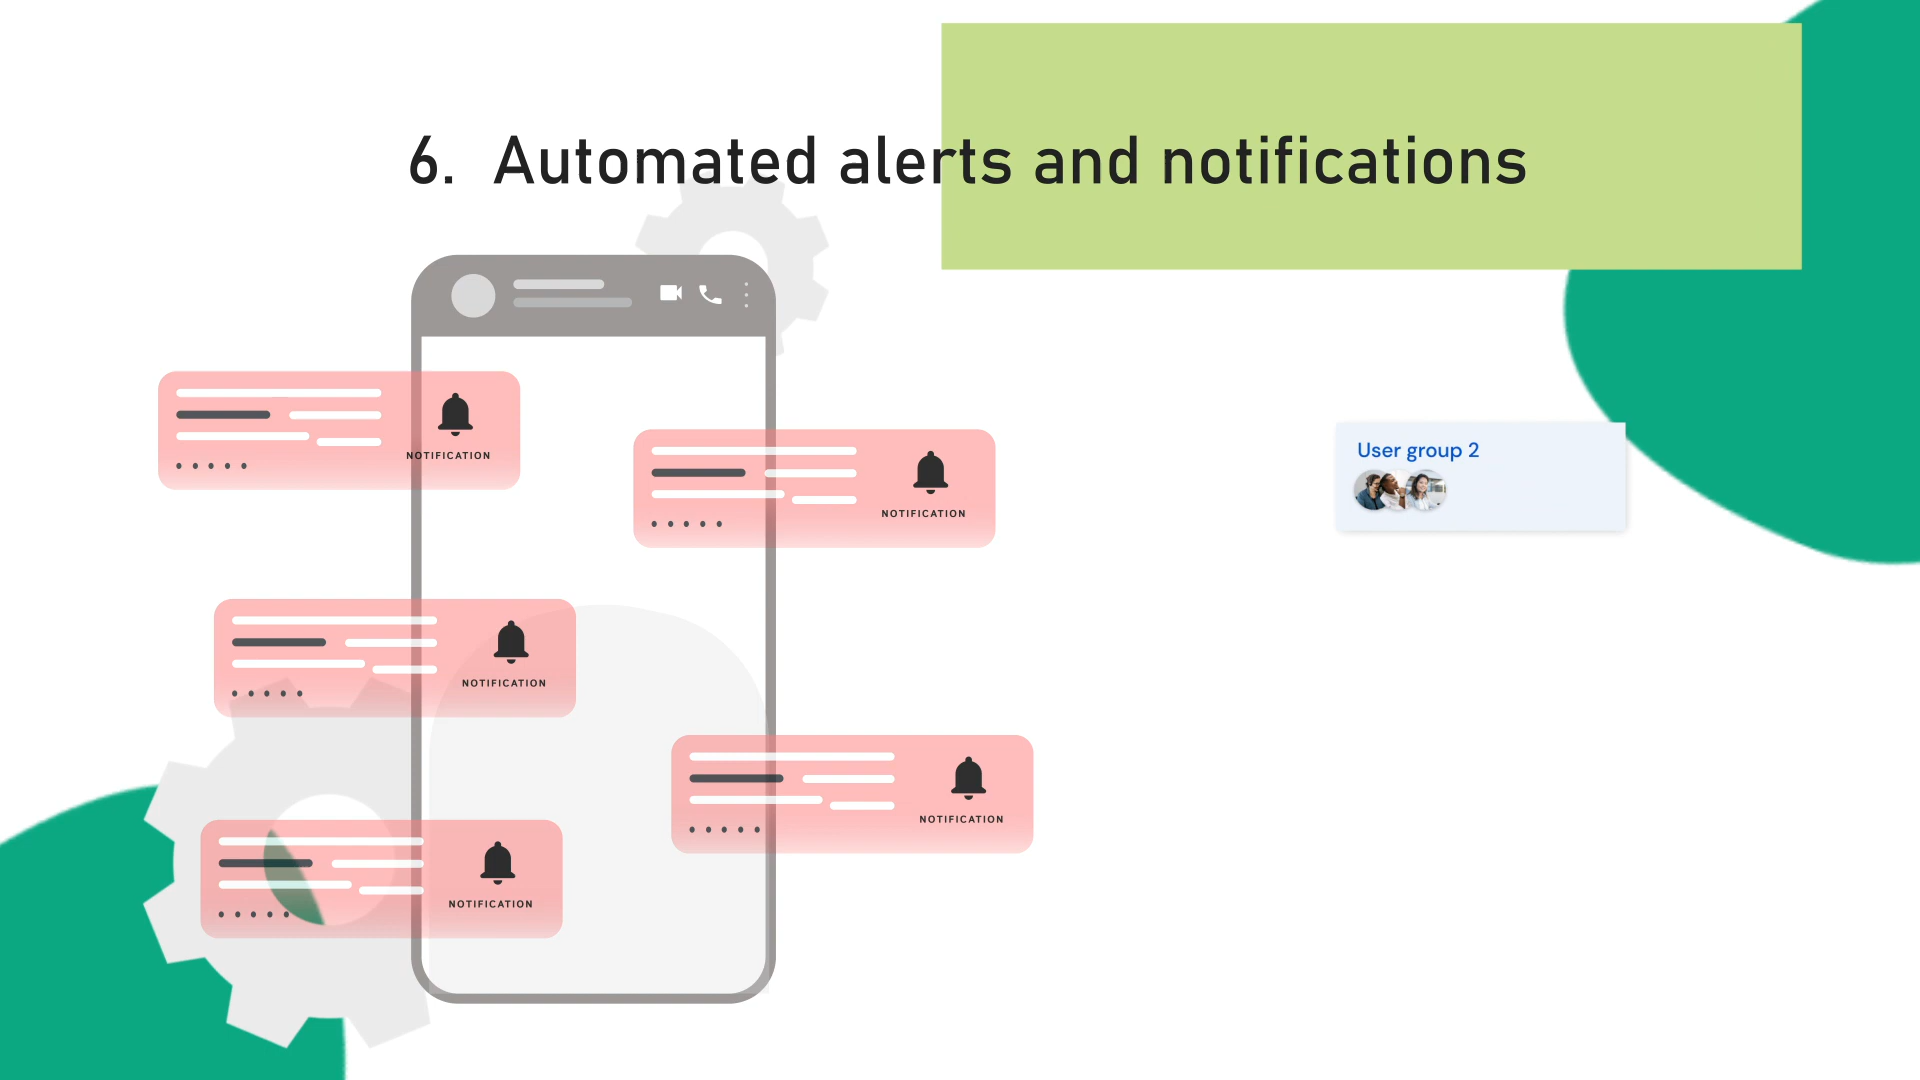 6. Automated alerts and notifications
NOTIFICATION
NOTIFICATION
User group 2
NOTIFICATION
NOTIFICATION
NOTIFICATION